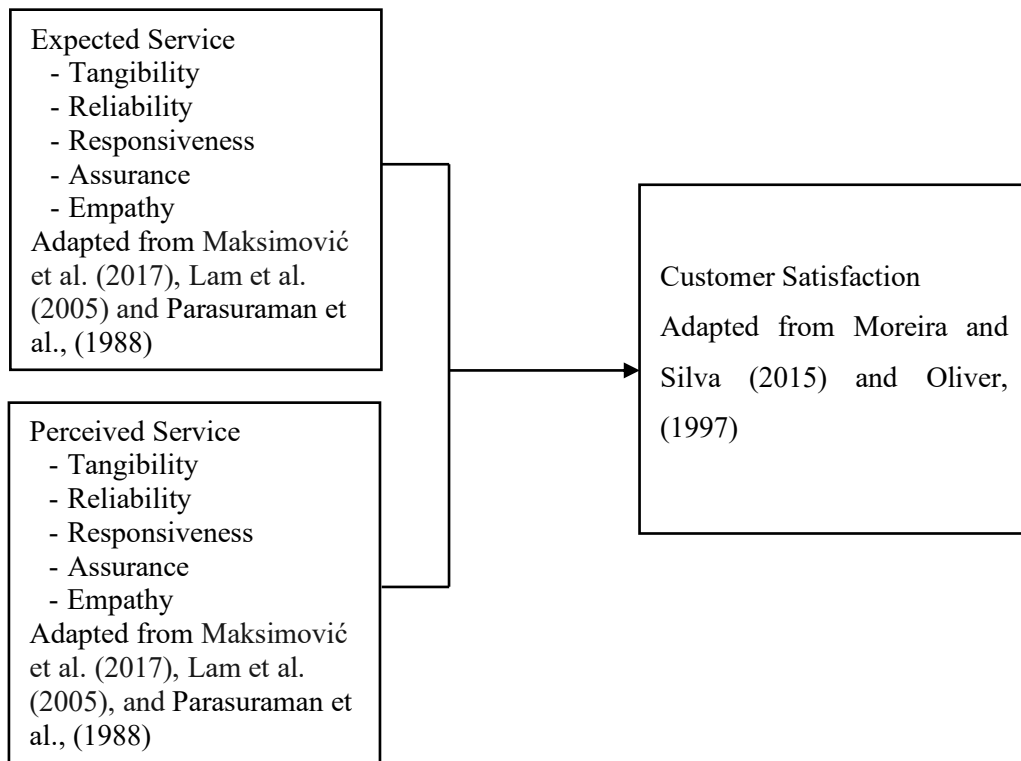 Expected Service
- Tangibility
- Reliability
- Responsiveness
- Assurance
- Empathy
Adapted from Maksimović
et al. (2017), Lam et al.
(2005) and Parasuraman et
al., (1988)
Perceived Service
- Tangibility
- Reliability
- Responsiveness
- Assurance
- Empathy
Adapted from Maksimović
et al. (2017), Lam et al.
(2005), and Parasuraman et
al., (1988)
Customer Satisfaction
Adapted from Moreira and
Silva (2015) and Oliver,
(1997)